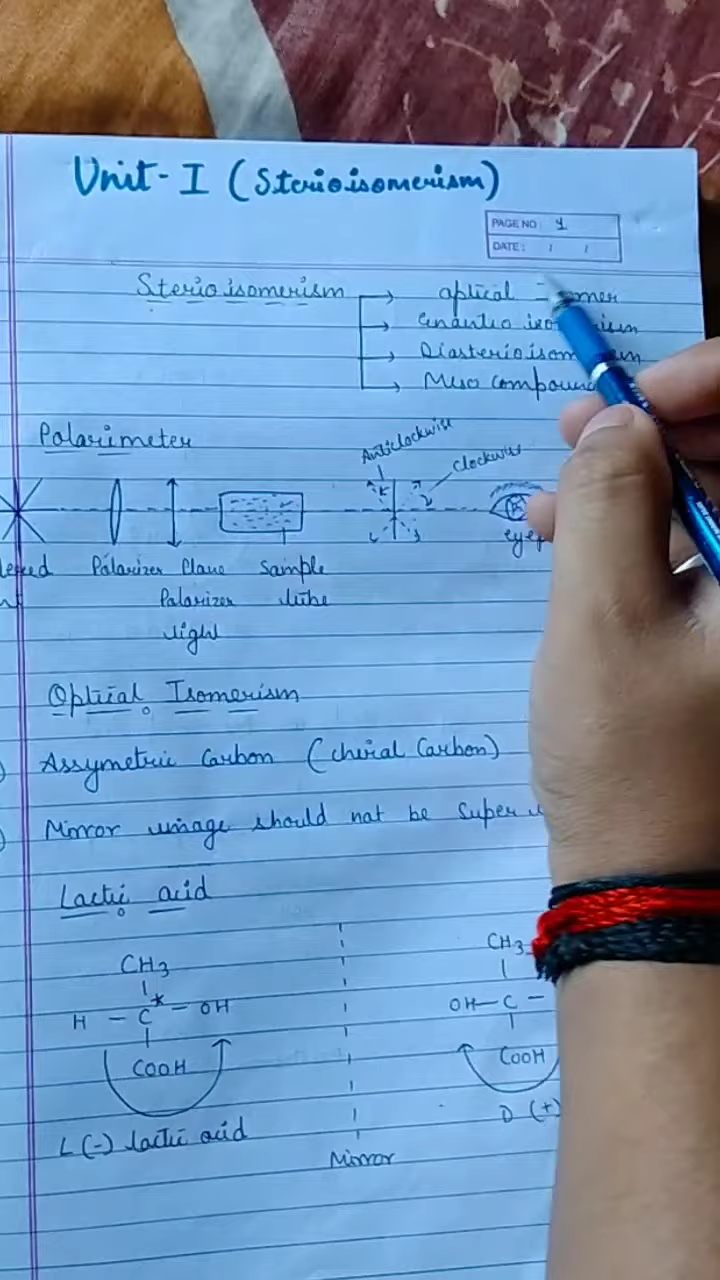 Unit-I (Sterioisomerism)
PAGE NO: 1
DATE: / /
Sterioisomerism → optical
→ Enantio
→ Diasterioisom
→ Meso compoun
Polarimeter
Anticlockwise
Clockwise
Polarizer Plane Sample
Polarizer tube
light
Optical Isomerism
Assymetric Carbon (chiral Carbon)
Mirror image should not be Super
Lactic acid
CH3 CH3
H - C* - OH OH - C -
COOH COOH
L (-) lactic acid D (+)
Mirror